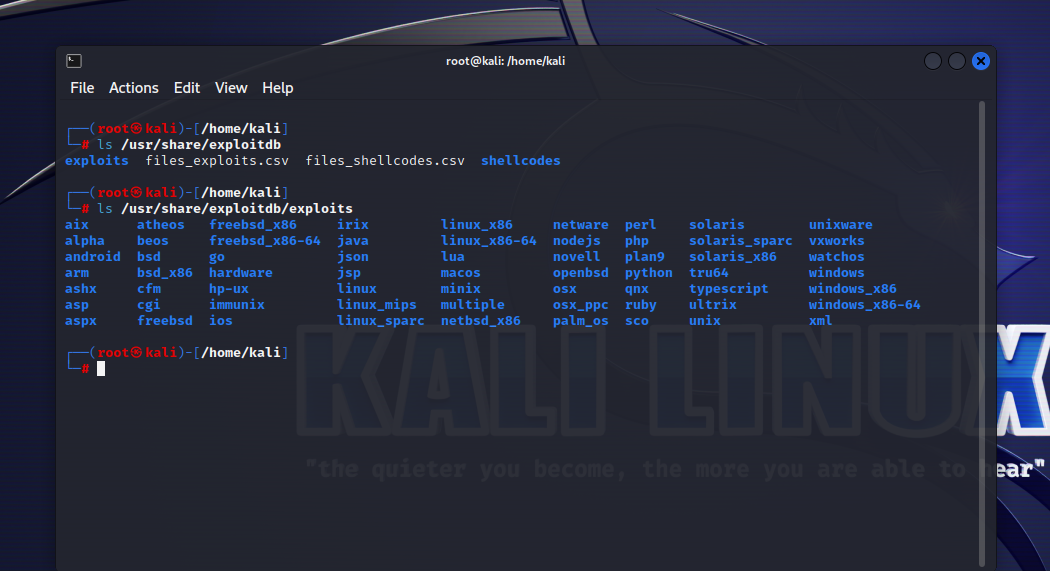 root@kali: /home/kali
File Actions Edit View Help
┌──(root㉿kali)-[/home/kali]
└─# ls /usr/share/exploitdb
exploits files_exploits.csv files_shellcodes.csv shellcodes
┌──(root㉿kali)-[/home/kali]
└─# ls /usr/share/exploitdb/exploits
aix atheos freebsd_x86 irix linux_x86 netware perl solaris unixware
alpha beos freebsd_x86-64 java linux_x86-64 nodejs php solaris_sparc vxworks
android bsd go json lua novell plan9 solaris_x86 watchos
arm bsd_x86 hardware jsp macos openbsd python tru64 windows
ashx cfm hp-ux linux minix osx qnx typescript windows_x86
asp cgi immunix linux_mips multiple osx_ppc ruby ultrix windows_x86-64
aspx freebsd ios linux_sparc netbsd_x86 palm_os sco unix xml
┌──(root㉿kali)-[/home/kali]
└─#
KALI LINUX
"the quieter you become, the more you are able to hear"